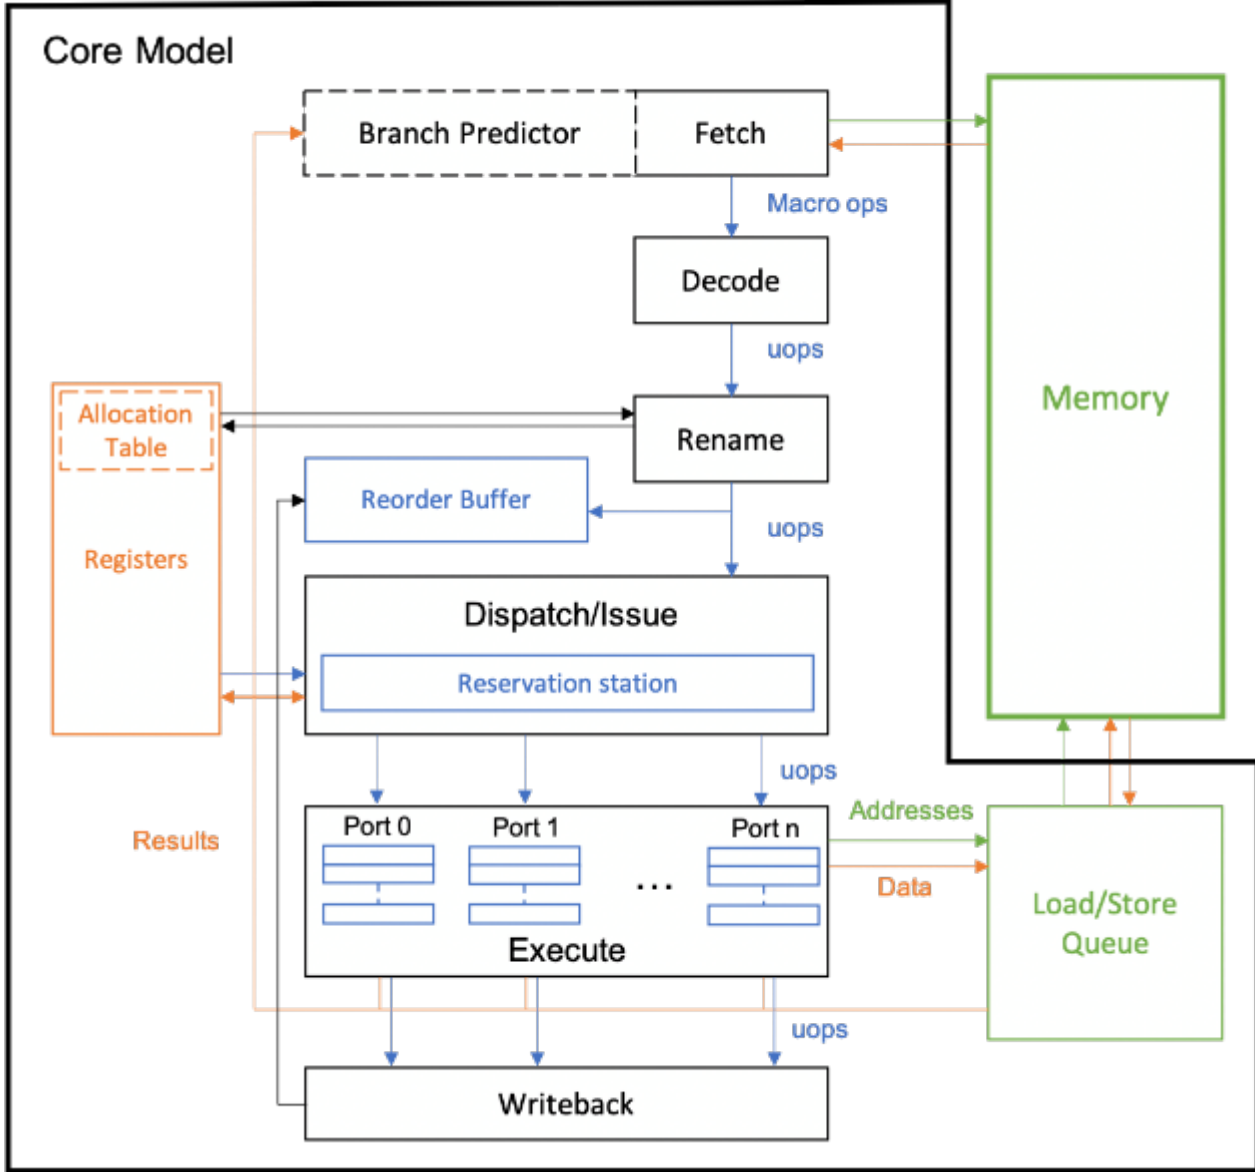 Core Model
Branch Predictor
Fetch
Macro ops
Decode
uops
Memory
Allocation
Table
Rename
Reorder Buffer
uops
Registers
Dispatch/Issue
Reservation station
uops
Addresses
Port 0
Port 1
Port n
Results
...
Data
Load/Store
Queue
Execute
uops
Writeback